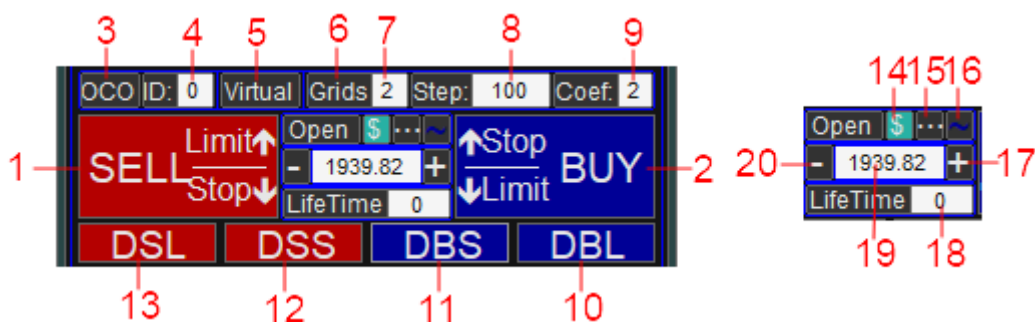 3 4 5 6 7 8 9
OCO ID: 0 Virtual Grids 2 Step: 100 Coef: 2
14 15 16
1 SELL Limit↑ Stop↓ Open $ ... ~ ↑Stop ↓Limit BUY 2
- 1939.82 +
LifeTime 0
DSL DSS DBS DBL
13 12 11 10
Open $ ... ~
20 - 1939.82 + 17
LifeTime 0
19 18